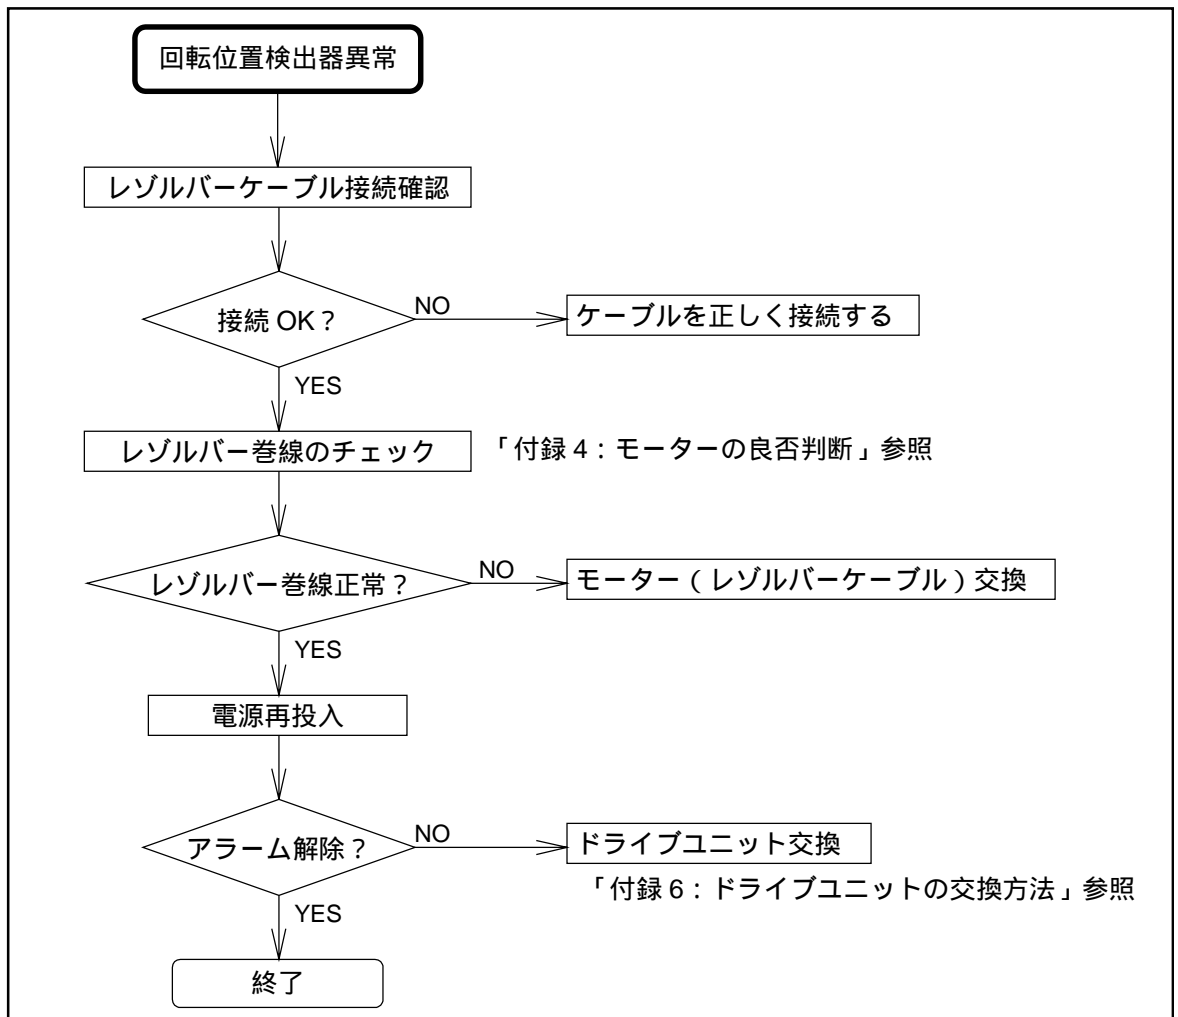 回転位置検出器異常
レゾルバーケーブル接続確認
接続 OK？
NO
ケーブルを正しく接続する
YES
レゾルバー巻線のチェック
「付録 4：モーターの良否判断」参照
レゾルバー巻線正常？
NO
モーター（レゾルバーケーブル）交換
YES
電源再投入
アラーム解除？
NO
ドライブユニット交換
「付録 6：ドライブユニットの交換方法」参照
YES
終了